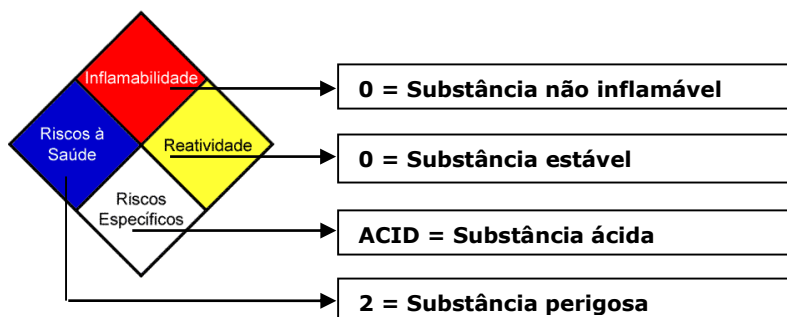 Inflamabilidade
0 = Substância não inflamável
Riscos à
Saúde
Reatividade
0 = Substância estável
Riscos
Específicos
ACID = Substância ácida
2 = Substância perigosa